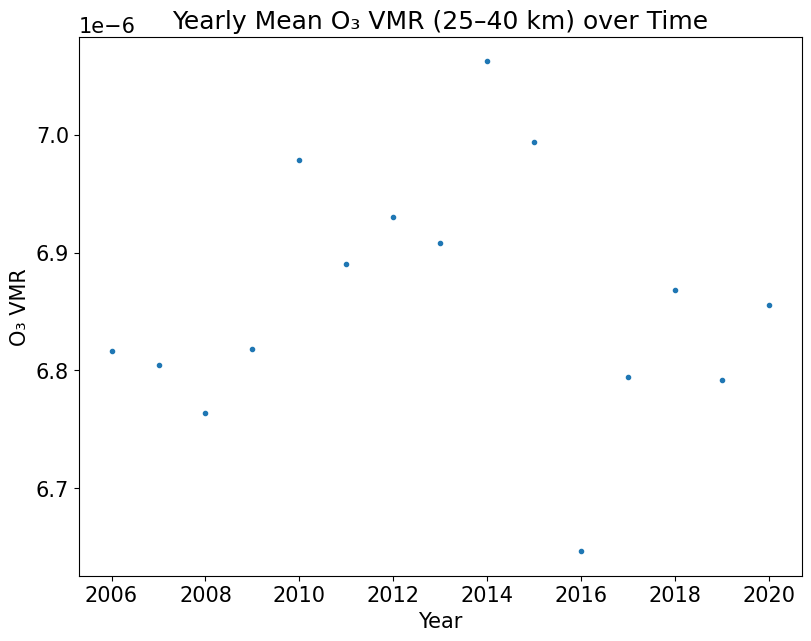 Yearly Mean O₃ VMR (25–40 km) over Time
1e−6
7.0
6.9
6.8
6.7
O₃ VMR
2006 2008 2010 2012 2014 2016 2018 2020
Year